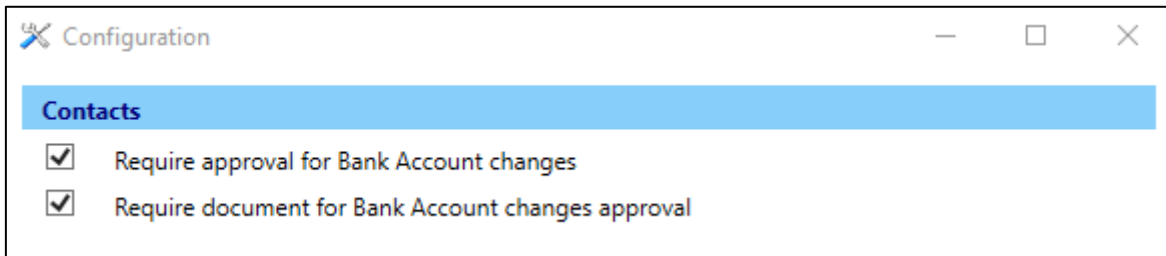 Configuration
Contacts
Require approval for Bank Account changes
Require document for Bank Account changes approval